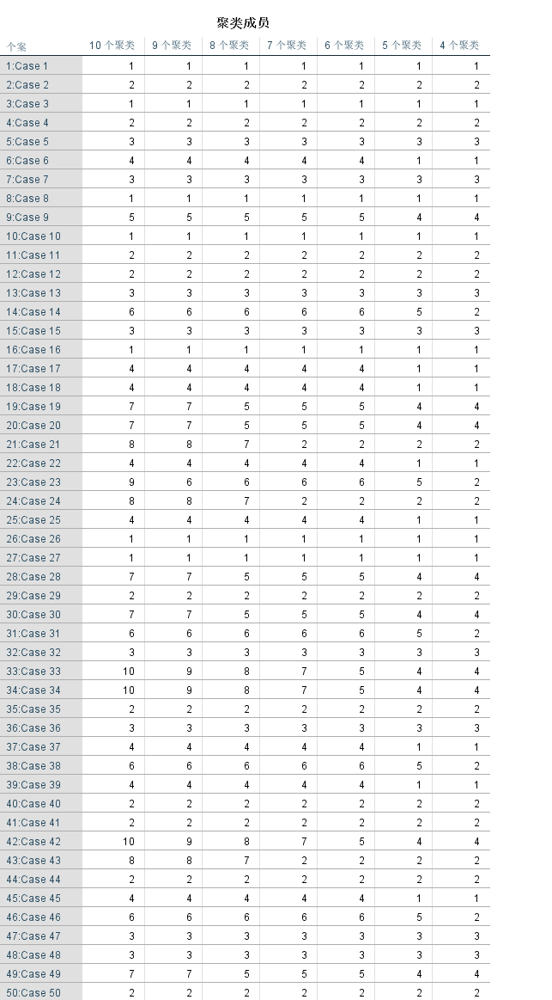 聚类成员
个案 10 个聚类 9 个聚类 8 个聚类 7 个聚类 6 个聚类 5 个聚类 4 个聚类
1:Case 1 1 1 1 1 1 1 1
2:Case 2 2 2 2 2 2 2 2
3:Case 3 1 1 1 1 1 1 1
4:Case 4 2 2 2 2 2 2 2
5:Case 5 3 3 3 3 3 3 3
6:Case 6 4 4 4 4 4 1 1
7:Case 7 3 3 3 3 3 3 3
8:Case 8 1 1 1 1 1 1 1
9:Case 9 5 5 5 5 5 4 4
10:Case 10 1 1 1 1 1 1 1
11:Case 11 2 2 2 2 2 2 2
12:Case 12 2 2 2 2 2 2 2
13:Case 13 3 3 3 3 3 3 3
14:Case 14 6 6 6 6 6 5 2
15:Case 15 3 3 3 3 3 3 3
16:Case 16 1 1 1 1 1 1 1
17:Case 17 4 4 4 4 4 1 1
18:Case 18 4 4 4 4 4 1 1
19:Case 19 7 7 5 5 5 4 4
20:Case 20 7 7 5 5 5 4 4
21:Case 21 8 8 7 2 2 2 2
22:Case 22 4 4 4 4 4 1 1
23:Case 23 9 6 6 6 6 5 2
24:Case 24 8 8 7 2 2 2 2
25:Case 25 4 4 4 4 4 1 1
26:Case 26 1 1 1 1 1 1 1
27:Case 27 1 1 1 1 1 1 1
28:Case 28 7 7 5 5 5 4 4
29:Case 29 2 2 2 2 2 2 2
30:Case 30 7 7 5 5 5 4 4
31:Case 31 6 6 6 6 6 5 2
32:Case 32 3 3 3 3 3 3 3
33:Case 33 10 9 8 7 5 4 4
34:Case 34 10 9 8 7 5 4 4
35:Case 35 2 2 2 2 2 2 2
36:Case 36 3 3 3 3 3 3 3
37:Case 37 4 4 4 4 4 1 1
38:Case 38 6 6 6 6 6 5 2
39:Case 39 4 4 4 4 4 1 1
40:Case 40 2 2 2 2 2 2 2
41:Case 41 2 2 2 2 2 2 2
42:Case 42 10 9 8 7 5 4 4
43:Case 43 8 8 7 2 2 2 2
44:Case 44 2 2 2 2 2 2 2
45:Case 45 4 4 4 4 4 1 1
46:Case 46 6 6 6 6 6 5 2
47:Case 47 3 3 3 3 3 3 3
48:Case 48 3 3 3 3 3 3 3
49:Case 49 7 7 5 5 5 4 4
50:Case 50 2 2 2 2 2 2 2